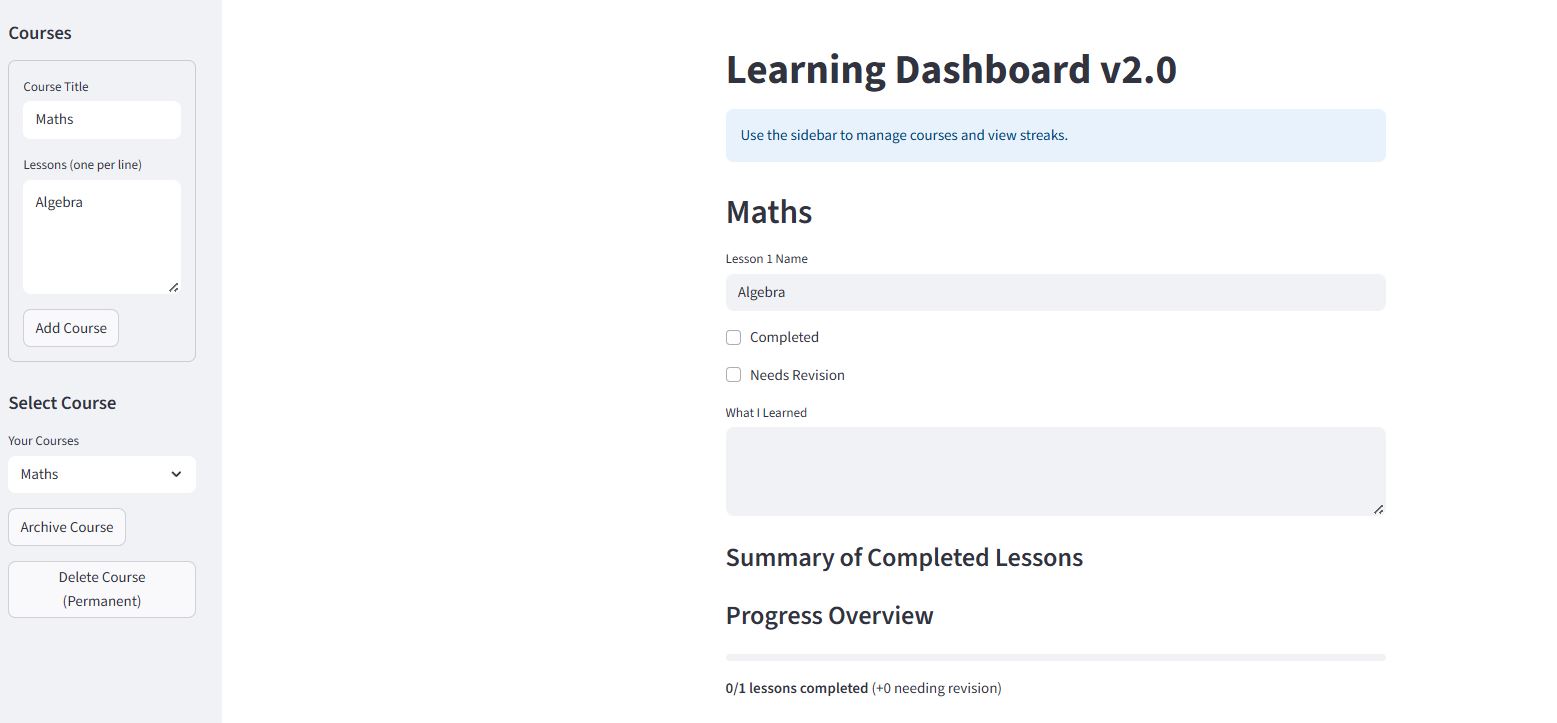 Courses
Course Title
Maths
Lessons (one per line)
Algebra
Add Course
Select Course
Your Courses
Maths
Archive Course
Delete Course
(Permanent)
Learning Dashboard v2.0
Use the sidebar to manage courses and view streaks.
Maths
Lesson 1 Name
Algebra
Completed
Needs Revision
What I Learned
Summary of Completed Lessons
Progress Overview
0/1 lessons completed (+0 needing revision)